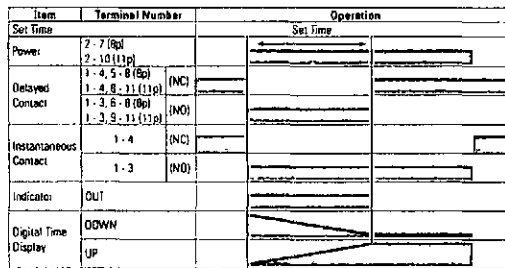 Item Terminal Number Operation
Set Time Set Time
Power 2 - 7 (8p)
2 - 10 (11p)
Delayed Contact 1 - 4, 5 - 8 (8p)
1 - 4, 8 - 11 (11p) (NC)
1 - 3, 6 - 8 (8p)
1 - 3, 9 - 11 (11p) (NO)
Instantaneous Contact 1 - 4 (NC)
1 - 3 (NO)
Indicator OUT
Digital Time Display DOWN
UP